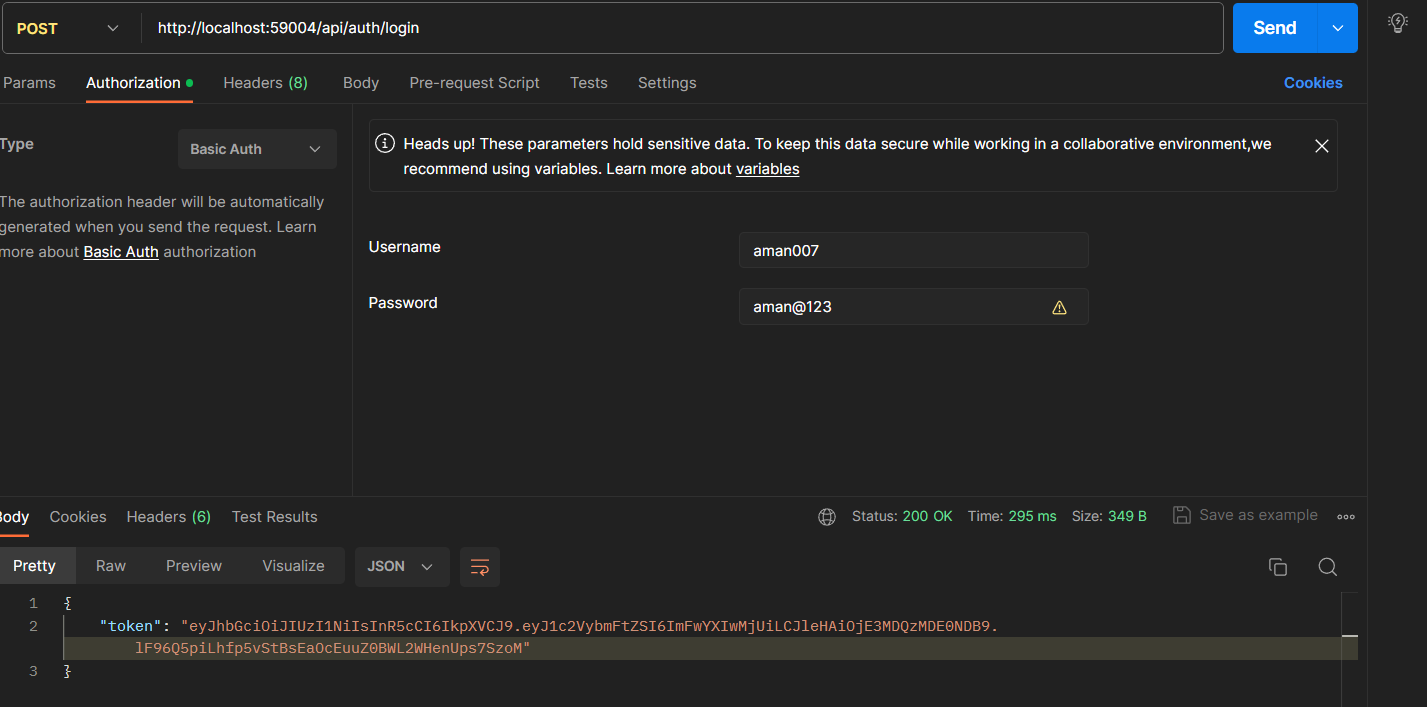 POST http://localhost:59004/api/auth/login Send
Params Authorization Headers (8) Body Pre-request Script Tests Settings Cookies
Type Basic Auth
The authorization header will be automatically
generated when you send the request. Learn
more about Basic Auth authorization
Heads up! These parameters hold sensitive data. To keep this data secure while working in a collaborative environment,we
recommend using variables. Learn more about variables
Username aman007
Password aman@123
Body Cookies Headers (6) Test Results Status: 200 OK Time: 295 ms Size: 349 B Save as example
Pretty Raw Preview Visualize JSON
1 {
2 "token": "eyJhbGciOiJIUzI1NiIsInR5cCI6IkpXVCJ9.eyJ1c2VybmFtZSI6ImFwYXIwMjUiLCJleHAiOjE3MDQzMDE0NDB9.
lF96Q5piLhfp5vStBsEaOcEuuZ0BWL2WHenUps7SzoM"
3 }